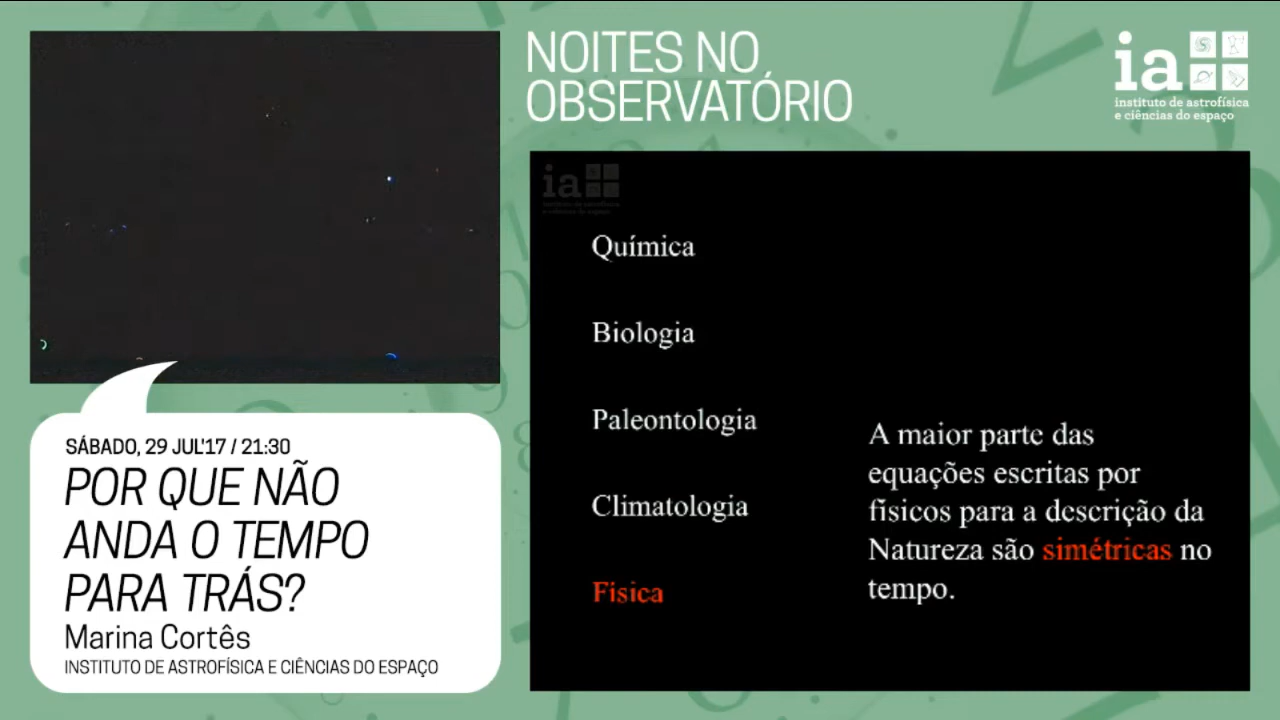 NOITES NO
OBSERVATÓRIO
ia
instituto de astrofísica
e ciências do espaço
ia
Química
Biologia
Paleontologia
Climatologia
Física
A maior parte das
equações escritas por
físicos para a descrição da
Natureza são simétricas no
tempo.
SÁBADO, 29 JUL'17 / 21:30
POR QUE NÃO
ANDA O TEMPO
PARA TRÁS?
Marina Cortês
INSTITUTO DE ASTROFÍSICA E CIÊNCIAS DO ESPAÇO